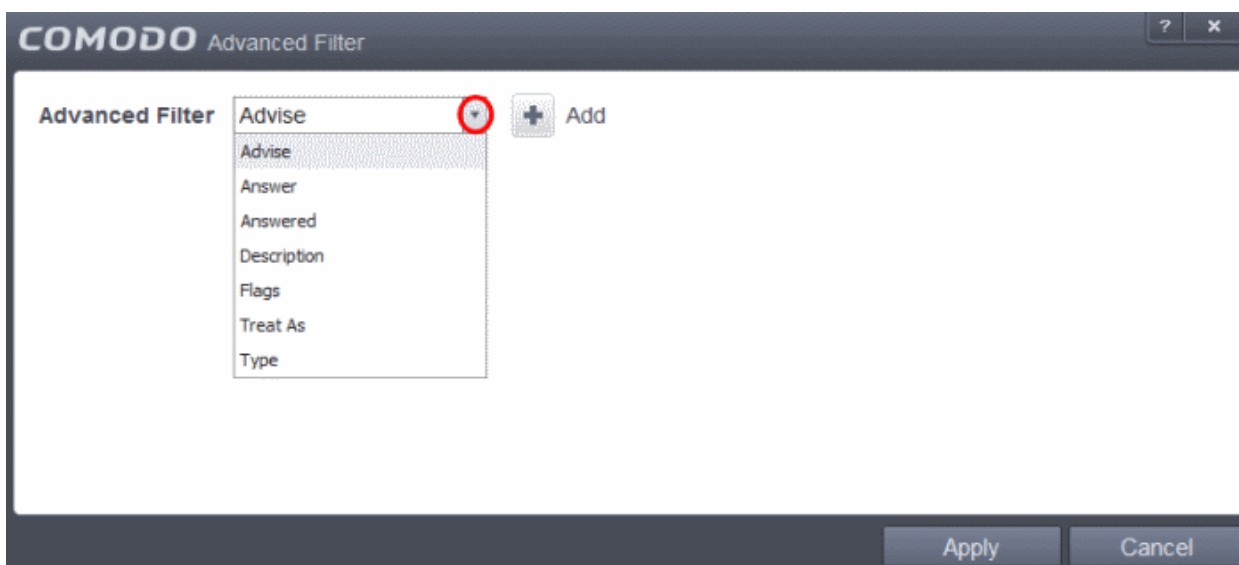 COMODO Advanced Filter ? x
Advanced Filter Advise + Add
Advise
Answer
Answered
Description
Flags
Treat As
Type
Apply Cancel